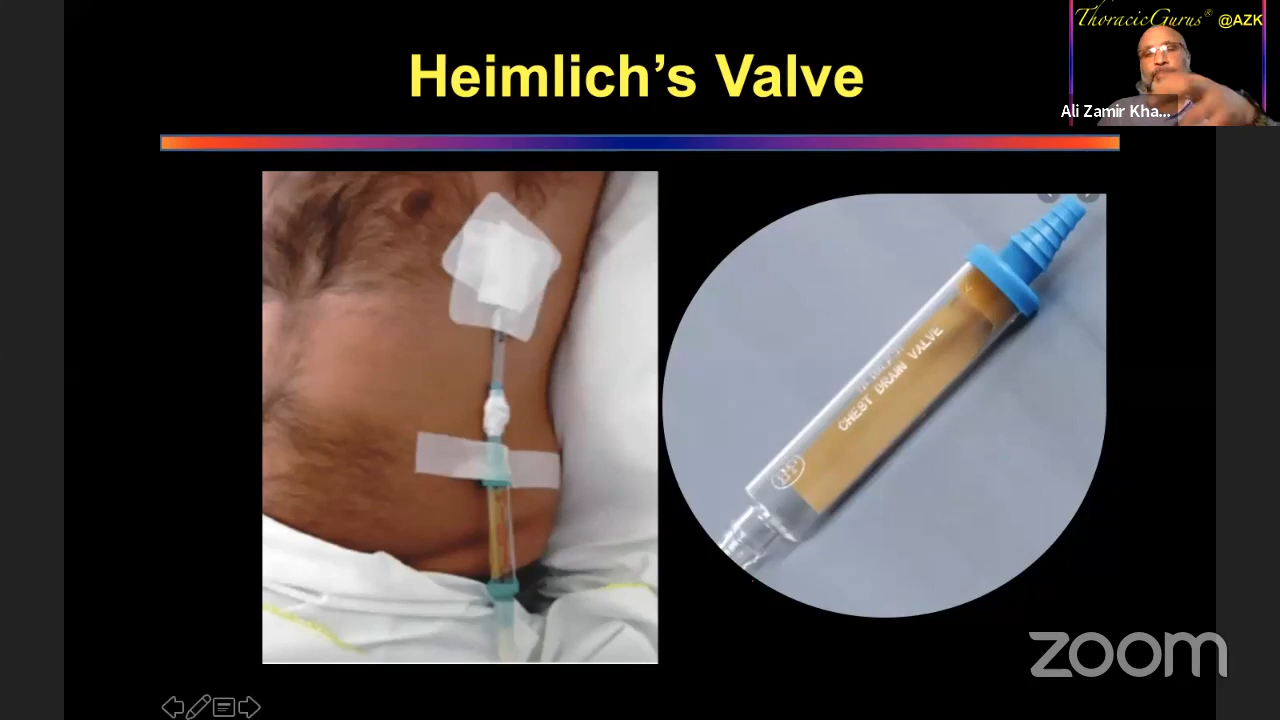 ThoracicGurus® @AZK
Ali Zamir Kha...
Heimlich's Valve
CHEST DRAIN VALVE
zoom